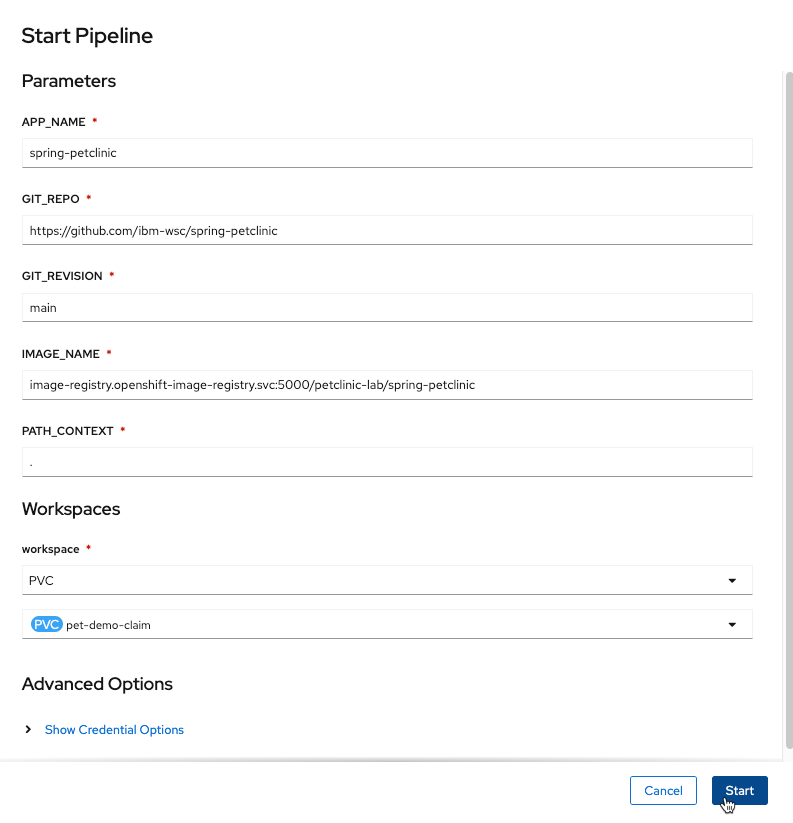 Start Pipeline
Parameters
APP_NAME *
spring-petclinic
GIT_REPO *
https://github.com/ibm-wsc/spring-petclinic
GIT_REVISION *
main
IMAGE_NAME *
image-registry.openshift-image-registry.svc:5000/petclinic-lab/spring-petclinic
PATH_CONTEXT *
.
Workspaces
workspace *
PVC
PVC pet-demo-claim
Advanced Options
Show Credential Options
Cancel Start